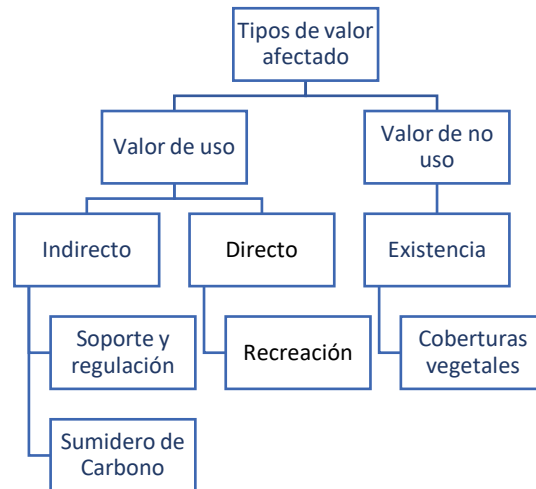 Tipos de valor
afectado
Valor de uso
Valor de no
uso
Indirecto
Directo
Existencia
Soporte y
regulación
Recreación
Coberturas
vegetales
Sumidero de
Carbono